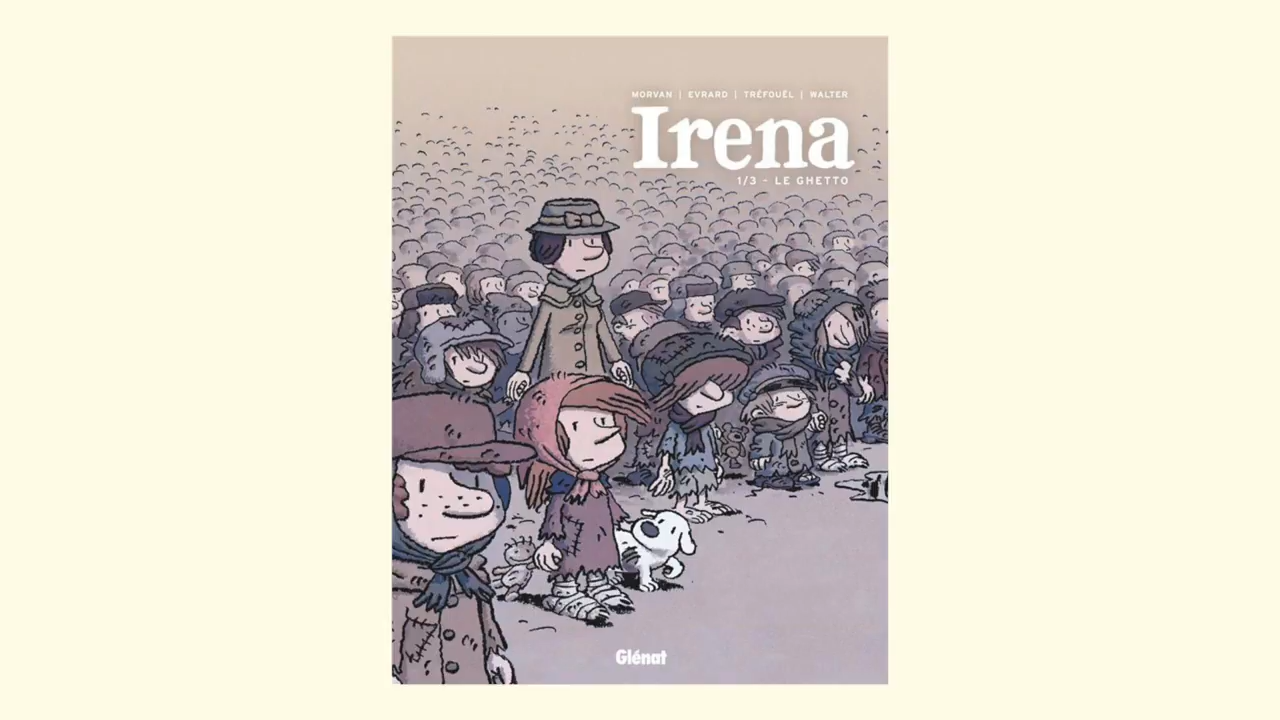 MORVAN | EVRARD | TRÉFOUËL | WALTER
Irena
1/3 - LE GHETTO
Glénat